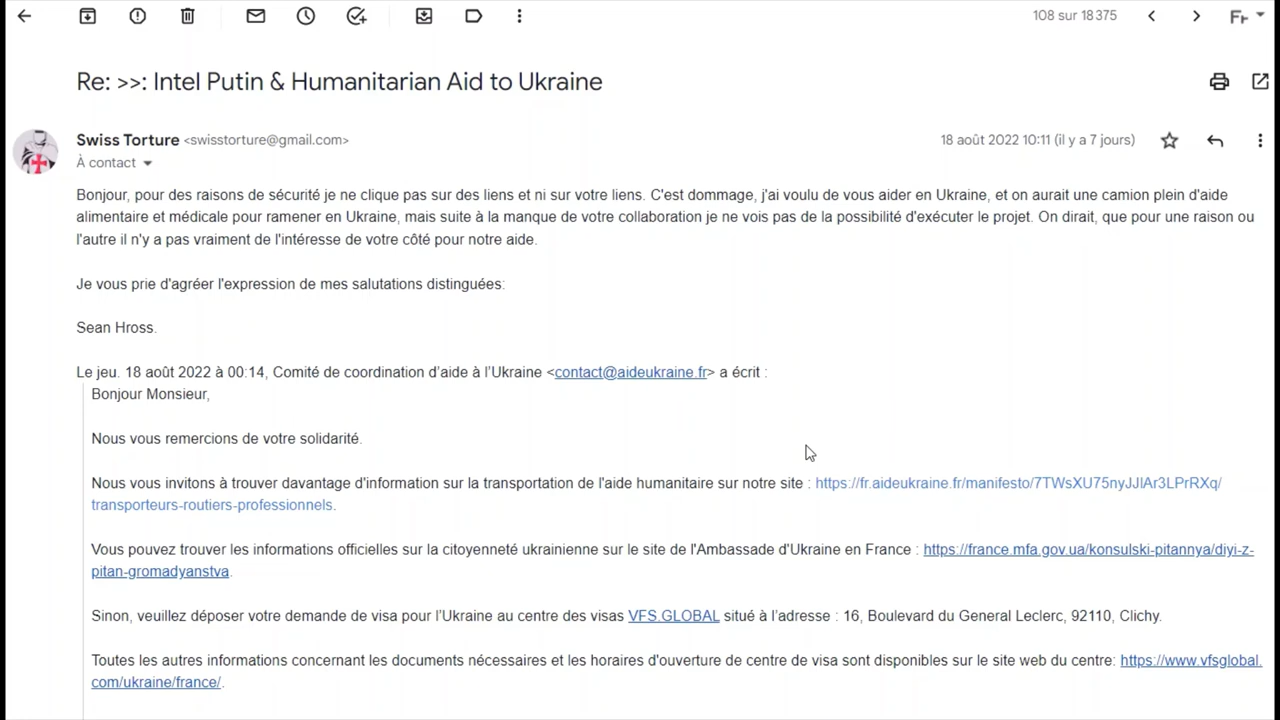 108 sur 18 375
Fr
Re: >>: Intel Putin & Humanitarian Aid to Ukraine
Swiss Torture <swisstorture@gmail.com>
18 août 2022 10:11 (il y a 7 jours)
À contact
Bonjour, pour des raisons de sécurité je ne clique pas sur des liens et ni sur votre liens. C'est dommage, j'ai voulu de vous aider en Ukraine, et on aurait une camion plein d'aide
alimentaire et médicale pour ramener en Ukraine, mais suite à la manque de votre collaboration je ne vois pas de la possibilité d'exécuter le projet. On dirait, que pour une raison ou
l'autre il n'y a pas vraiment de l'intéresse de votre côté pour notre aide.
Je vous prie d'agréer l'expression de mes salutations distinguées:
Sean Hross.
Le jeu. 18 août 2022 à 00:14, Comité de coordination d'aide à l'Ukraine <contact@aideukraine.fr> a écrit :
Bonjour Monsieur,
Nous vous remercions de votre solidarité.
Nous vous invitons à trouver davantage d'information sur la transportation de l'aide humanitaire sur notre site : https://fr.aideukraine.fr/manifesto/7TWsXU75nyJJIAr3LPrRXq/
transporteurs-routiers-professionnels.
Vous pouvez trouver les informations officielles sur la citoyenneté ukrainienne sur le site de l'Ambassade d'Ukraine en France : https://france.mfa.gov.ua/konsulski-pitannya/diyi-z-
pitan-gromadyanstva.
Sinon, veuillez déposer votre demande de visa pour l'Ukraine au centre des visas VFS.GLOBAL situé à l'adresse : 16, Boulevard du General Leclerc, 92110, Clichy.
Toutes les autres informations concernant les documents nécessaires et les horaires d'ouverture de centre de visa sont disponibles sur le site web du centre: https://www.vfsglobal.
com/ukraine/france/.